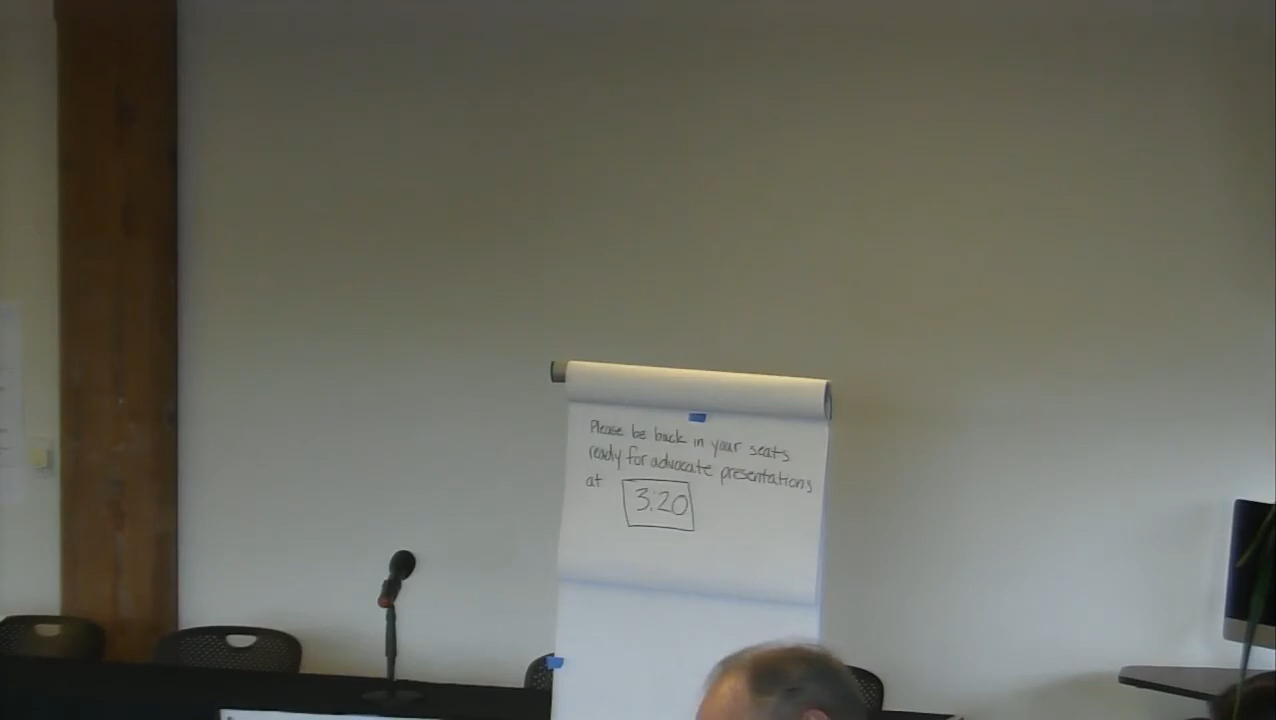 Please be back in your seats
ready for advocate presentations
at 3:20